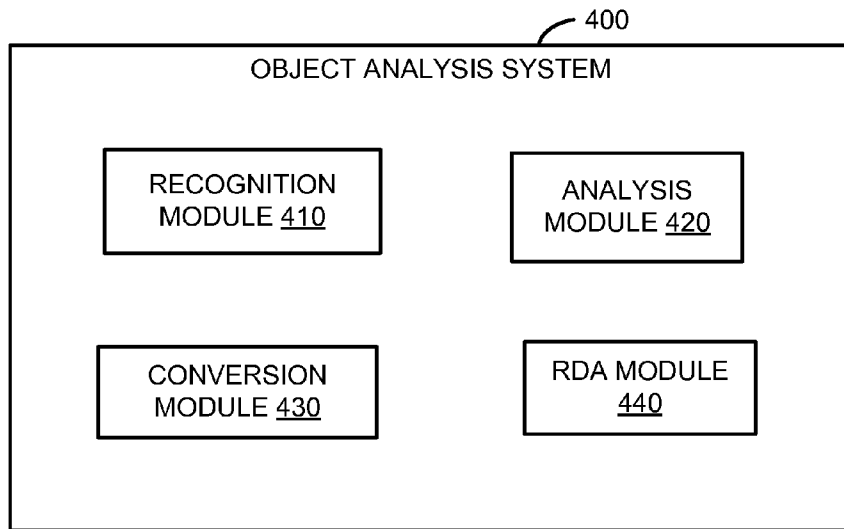 400
OBJECT ANALYSIS SYSTEM
RECOGNITION
MODULE 410
ANALYSIS
MODULE 420
CONVERSION
MODULE 430
RDA MODULE
440